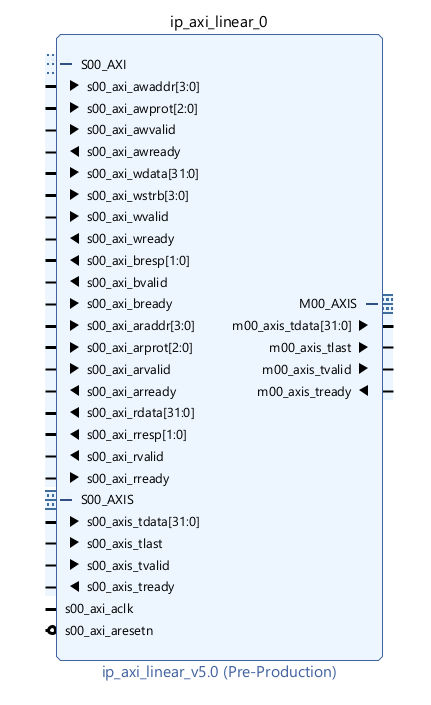 ip_axi_linear_0
S00_AXI
s00_axi_awaddr[3:0]
s00_axi_awprot[2:0]
s00_axi_awvalid
s00_axi_awready
s00_axi_wdata[31:0]
s00_axi_wstrb[3:0]
s00_axi_wvalid
s00_axi_wready
s00_axi_bresp[1:0]
s00_axi_bvalid
s00_axi_bready
s00_axi_araddr[3:0]
s00_axi_arprot[2:0]
s00_axi_arvalid
s00_axi_arready
s00_axi_rdata[31:0]
s00_axi_rresp[1:0]
s00_axi_rvalid
s00_axi_rready
S00_AXIS
s00_axis_tdata[31:0]
s00_axis_tlast
s00_axis_tvalid
s00_axis_tready
s00_axi_aclk
s00_axi_aresetn
M00_AXIS
m00_axis_tdata[31:0]
m00_axis_tlast
m00_axis_tvalid
m00_axis_tready
ip_axi_linear_v5.0 (Pre-Production)